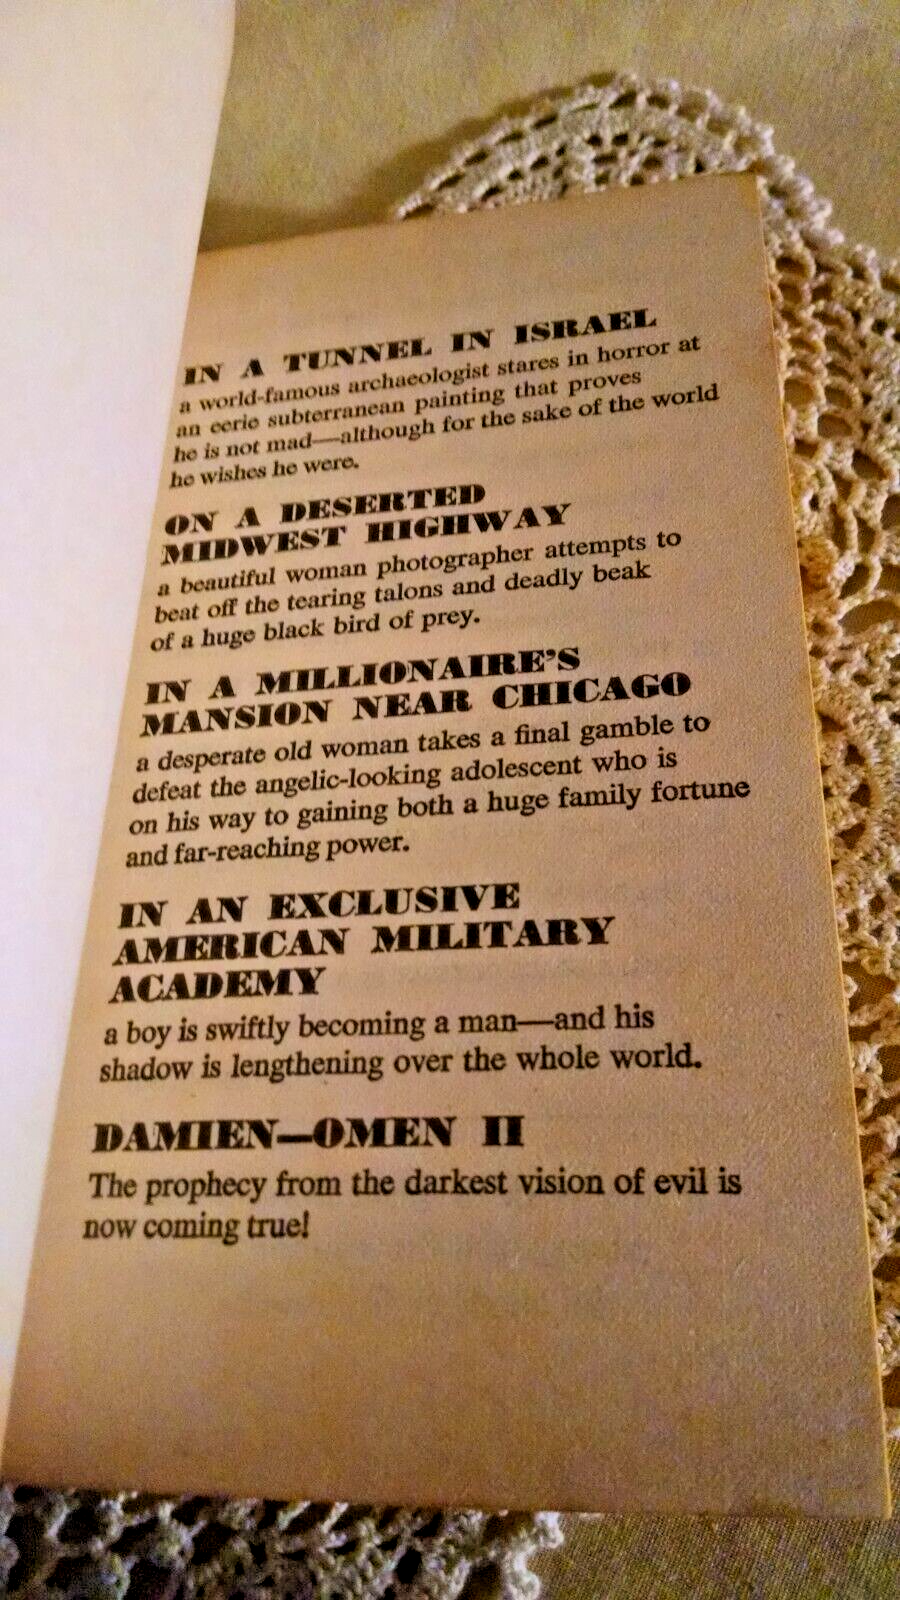 IN A TUNNEL IN ISRAEL
a world-famous archaeologist stares in horror at
an eerie subterranean painting that proves
he is not mad—although for the sake of the world
he wishes he were.
ON A DESERTED
MIDWEST HIGHWAY
a beautiful woman photographer attempts to
beat off the tearing talons and deadly beak
of a huge black bird of prey.
IN A MILLIONAIRE'S
MANSION NEAR CHICAGO
a desperate old woman takes a final gamble to
defeat the angelic-looking adolescent who is
on his way to gaining both a huge family fortune
and far-reaching power.
IN AN EXCLUSIVE
AMERICAN MILITARY
ACADEMY
a boy is swiftly becoming a man—and his
shadow is lengthening over the whole world.
DAMIEN—OMEN II
The prophecy from the darkest vision of evil is
now coming true!